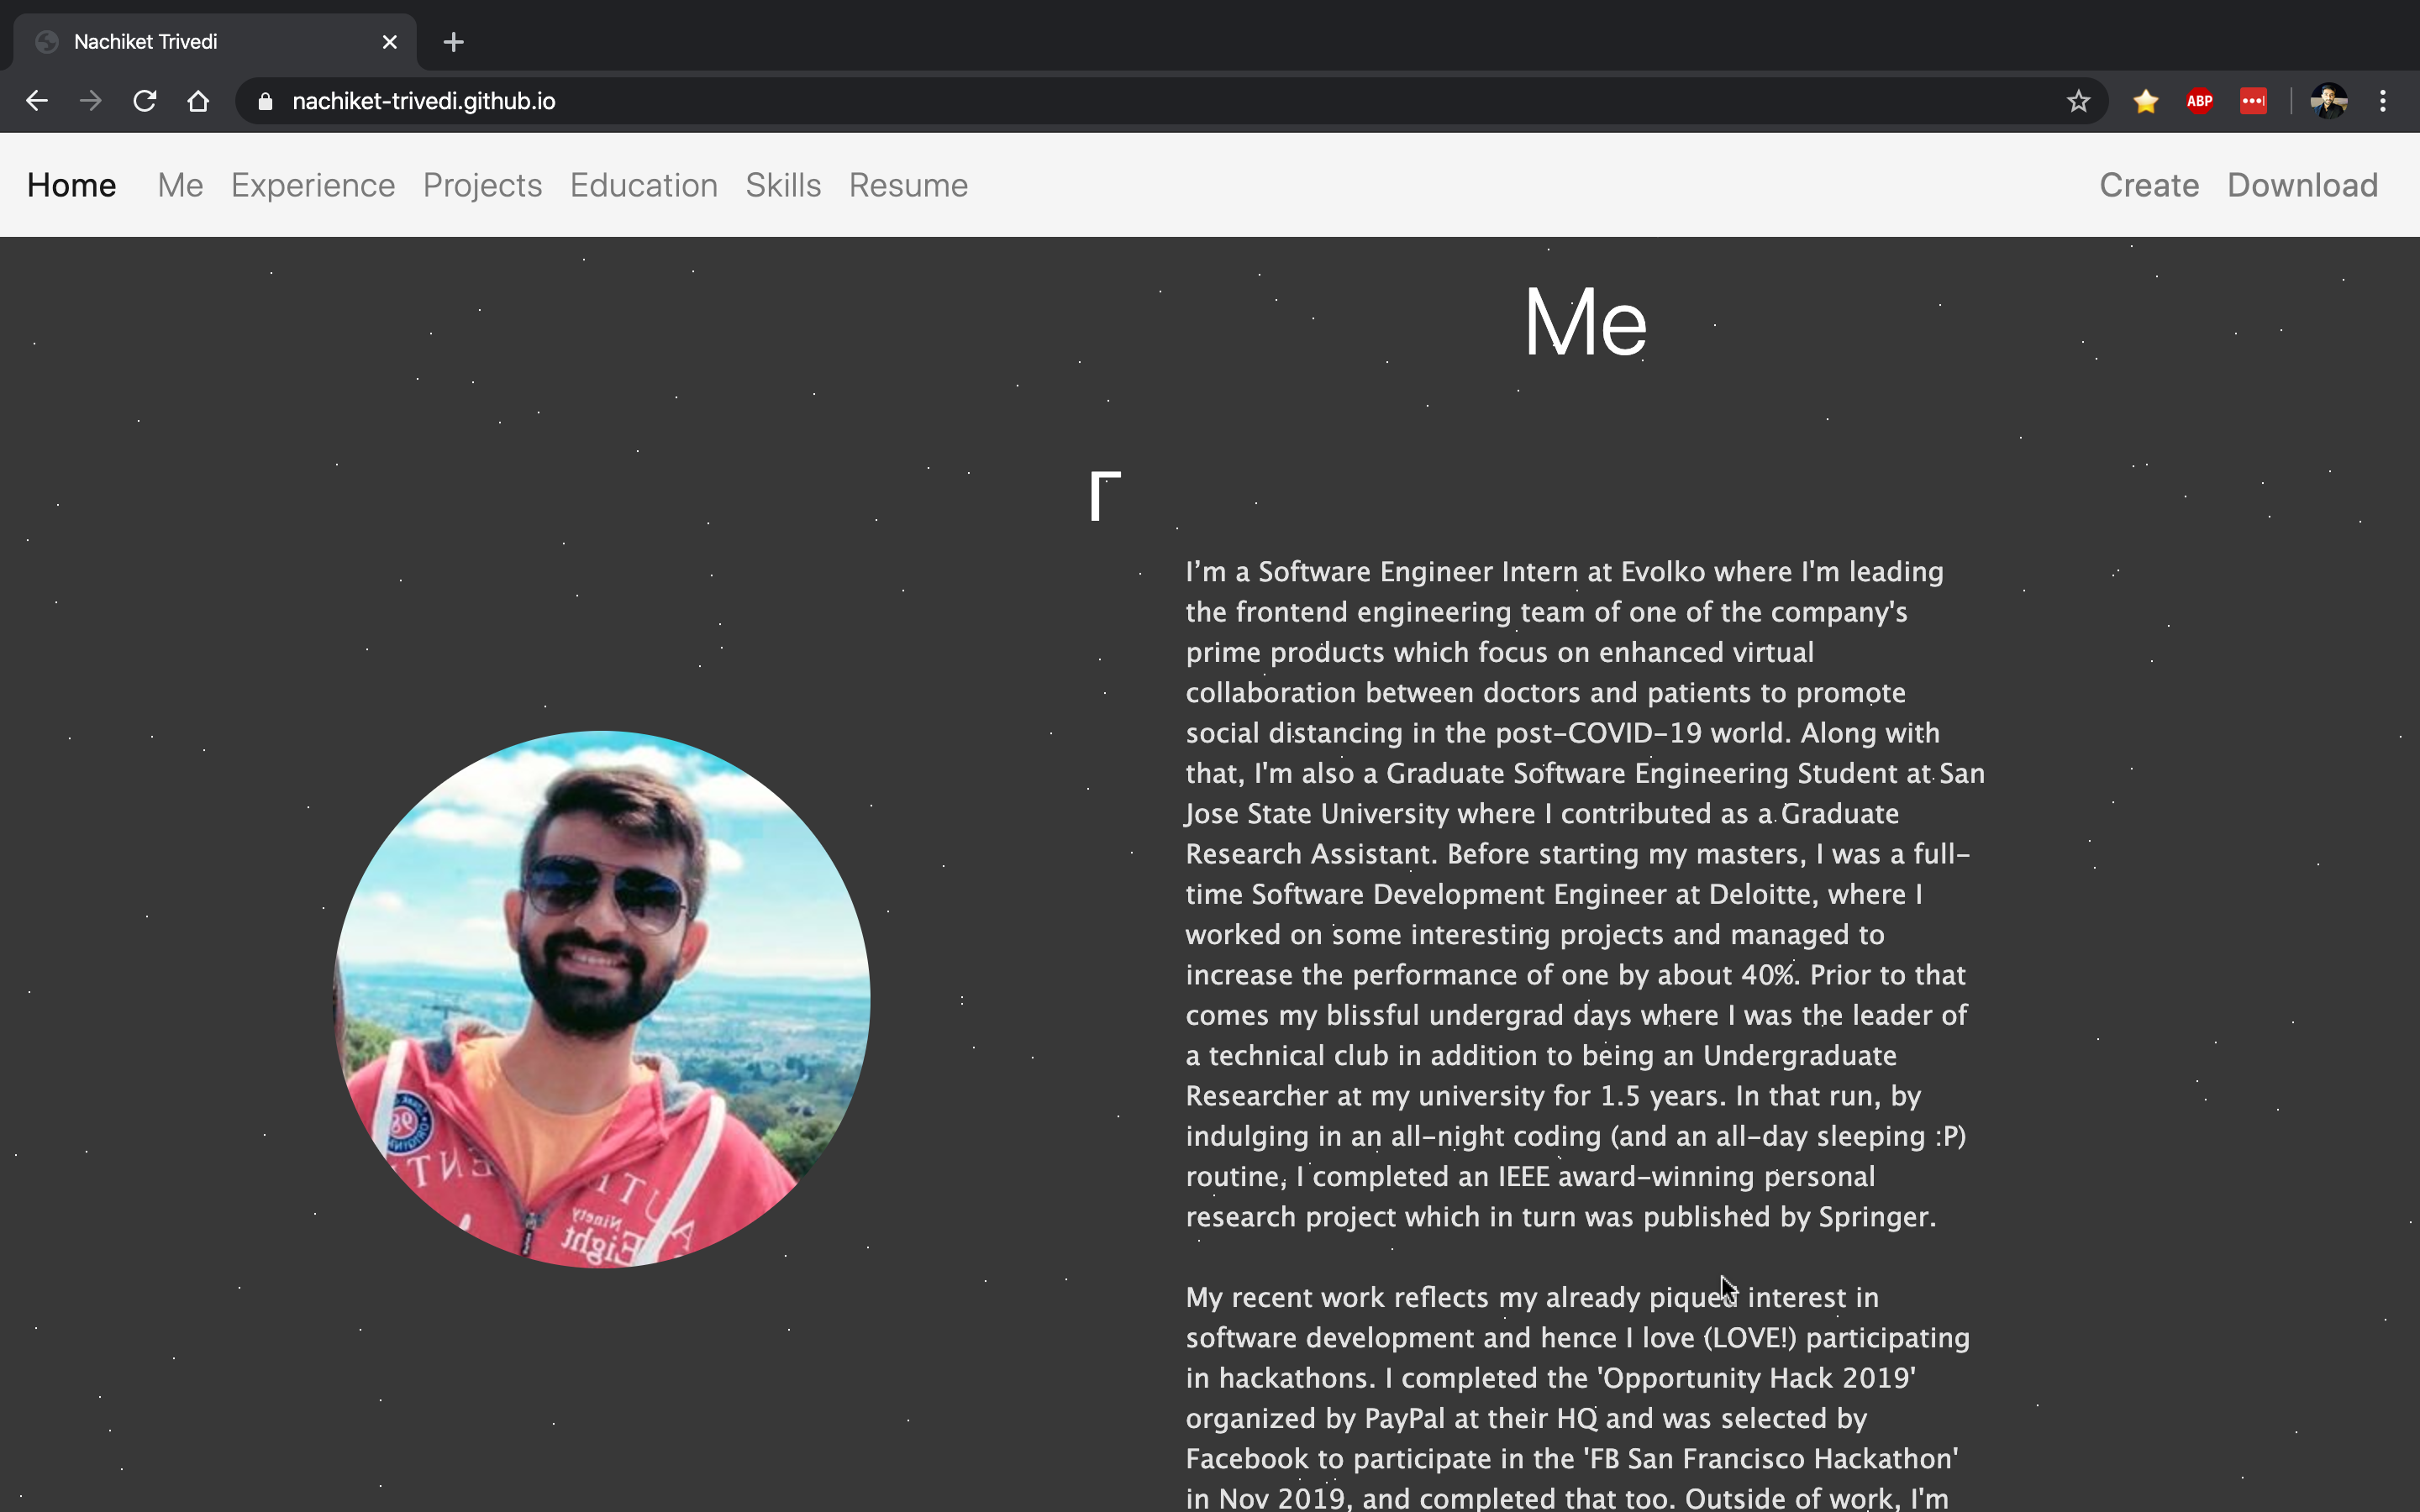 Nachiket Trivedi
nachiket-trivedi.github.io
ABP
Home Me Experience Projects Education Skills Resume Create Download
Me
I’m a Software Engineer Intern at Evolko where I'm leading
the frontend engineering team of one of the company's
prime products which focus on enhanced virtual
collaboration between doctors and patients to promote
social distancing in the post-COVID-19 world. Along with
that, I'm also a Graduate Software Engineering Student at San
Jose State University where I contributed as a Graduate
Research Assistant. Before starting my masters, I was a full-
time Software Development Engineer at Deloitte, where I
worked on some interesting projects and managed to
increase the performance of one by about 40%. Prior to that
comes my blissful undergrad days where I was the leader of
a technical club in addition to being an Undergraduate
Researcher at my university for 1.5 years. In that run, by
indulging in an all-night coding (and an all-day sleeping :P)
routine, I completed an IEEE award-winning personal
research project which in turn was published by Springer.
My recent work reflects my already piqued interest in
software development and hence I love (LOVE!) participating
in hackathons. I completed the 'Opportunity Hack 2019'
organized by PayPal at their HQ and was selected by
Facebook to participate in the 'FB San Francisco Hackathon'
in Nov 2019, and completed that too. Outside of work, I'm
98
Ninety
Eight